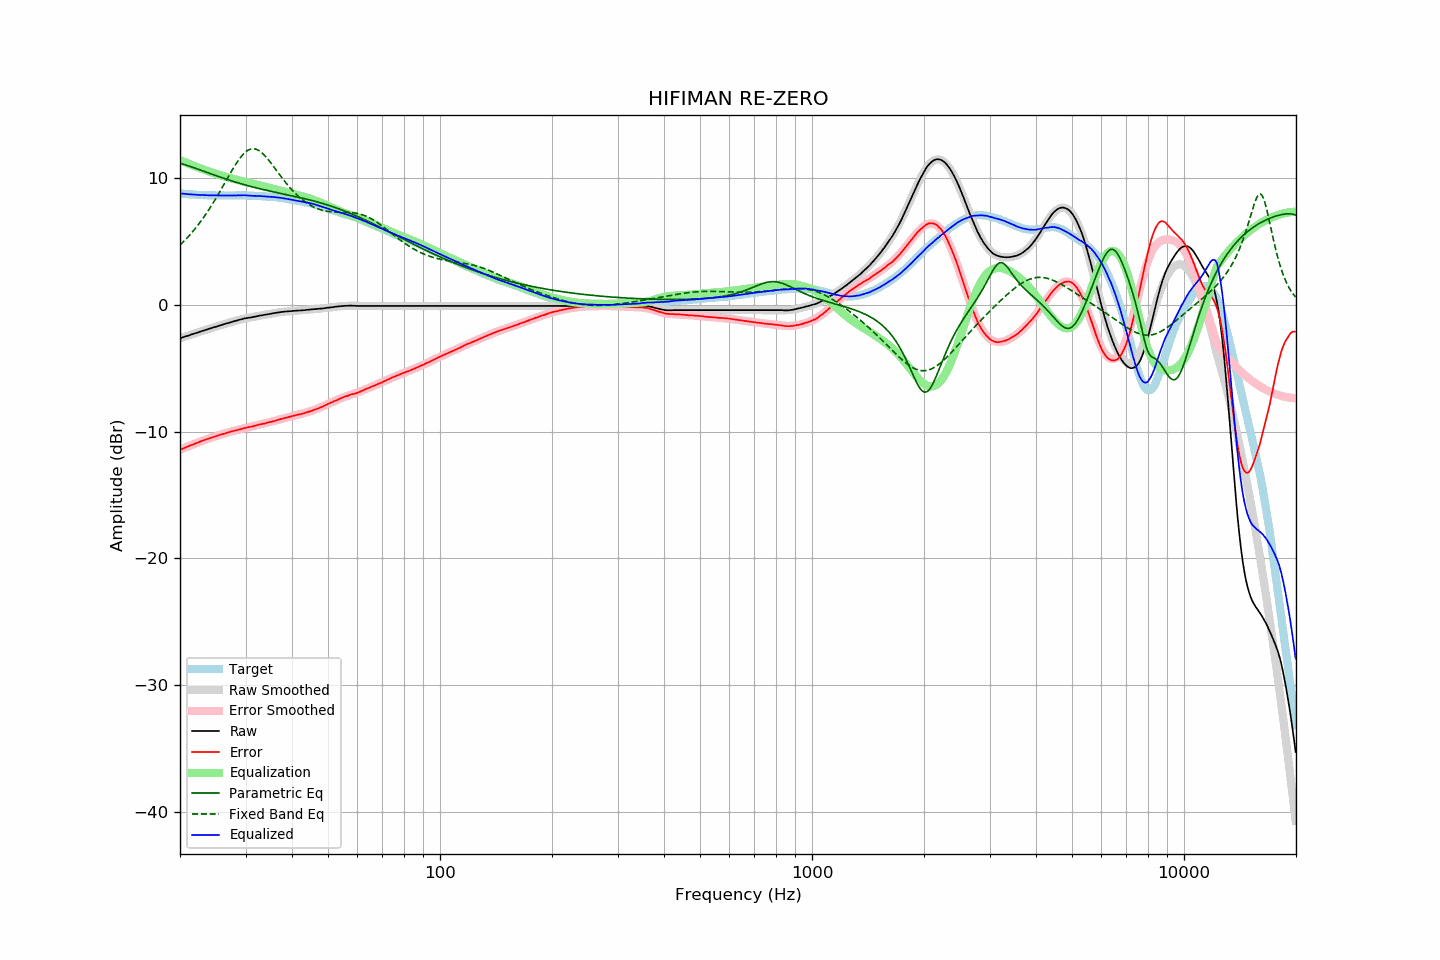 HIFIMAN RE-ZERO
Amplitude (dBr)
10
0
−10
−20
−30
−40
Target
Raw Smoothed
Error Smoothed
Raw
Error
Equalization
Parametric Eq
Fixed Band Eq
Equalized
100
1000
10000
Frequency (Hz)